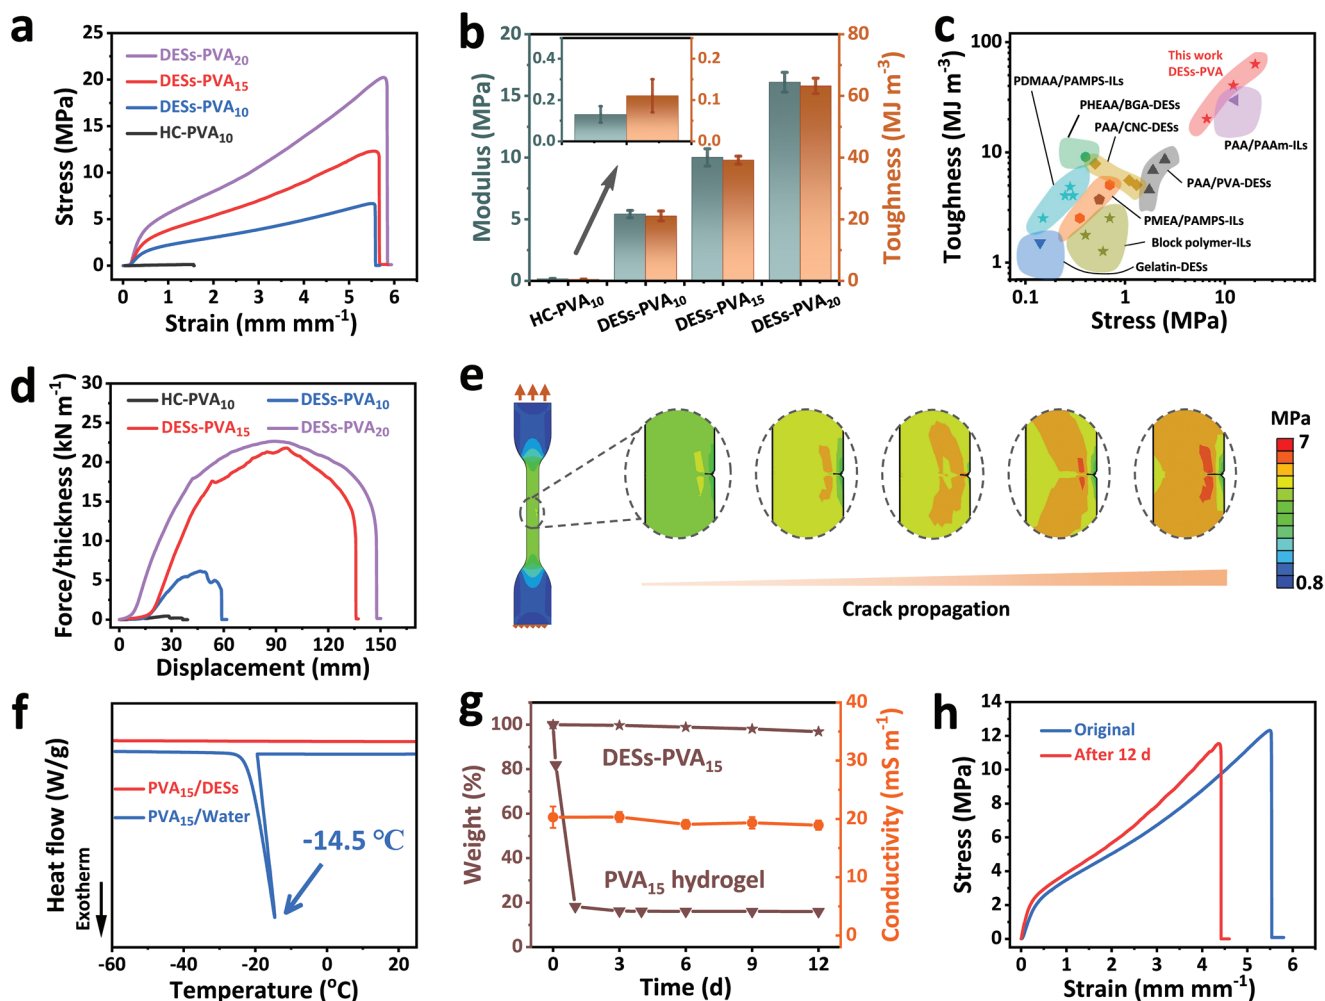 a
25
20
15
10
5
0
Stress (MPa)
DESs-PVA20
DESs-PVA15
DESs-PVA10
HC-PVA10
0 1 2 3 4 5 6
Strain (mm mm-1)
b
20
15
10
5
0
Modulus (MPa)
0.4
0.2
0.0
0.2
0.1
0.0
80
60
40
20
0
Toughness (MJ m-3)
HC-PVA10
DESs-PVA10
DESs-PVA15
DESs-PVA20
c
100
10
1
Toughness (MJ m-3)
This work
DESs-PVA
PDMAA/PAMPS-ILs
PHEAA/BGA-DESs
PAA/CNC-DESs
PAA/PAAm-ILs
PAA/PVA-DESs
PMEA/PAMPS-ILs
Block polymer-ILs
Gelatin-DESs
0.1 1 10
Stress (MPa)
d
30
25
20
15
10
5
0
Force/thickness (kN m-1)
HC-PVA10
DESs-PVA10
DESs-PVA15
DESs-PVA20
0 30 60 90 120 150
Displacement (mm)
e
MPa
7
0.8
Crack propagation
f
Heat flow (W/g)
Exotherm
PVA15/DESs
PVA15/Water
-14.5 °C
-60 -40 -20 0 20
Temperature (oC)
g
100
80
60
40
20
0
Weight (%)
DESs-PVA15
PVA15 hydrogel
40
30
20
10
0
Conductivity (mS m-1)
0 3 6 9 12
Time (d)
h
14
12
10
8
6
4
2
0
Stress (MPa)
Original
After 12 d
0 1 2 3 4 5 6
Strain (mm mm-1)